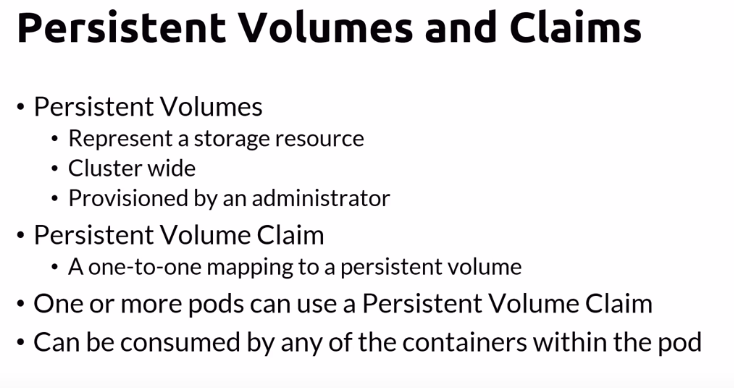 Persistent Volumes and Claims
• Persistent Volumes
• Represent a storage resource
• Cluster wide
• Provisioned by an administrator
• Persistent Volume Claim
• A one-to-one mapping to a persistent volume
• One or more pods can use a Persistent Volume Claim
• Can be consumed by any of the containers within the pod